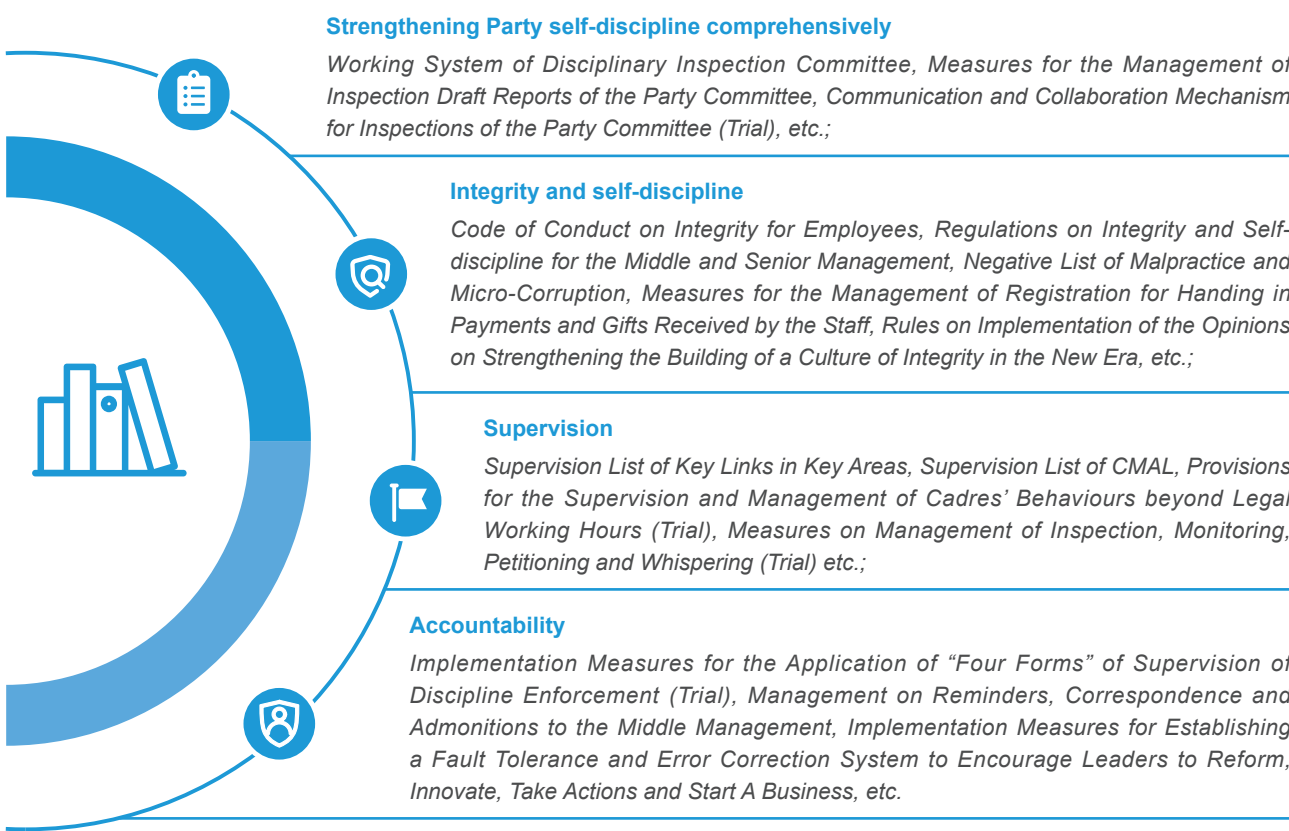 Strengthening Party self-discipline comprehensively
Working System of Disciplinary Inspection Committee, Measures for the Management of
Inspection Draft Reports of the Party Committee, Communication and Collaboration Mechanism
for Inspections of the Party Committee (Trial), etc.;
Integrity and self-discipline
Code of Conduct on Integrity for Employees, Regulations on Integrity and Self-
discipline for the Middle and Senior Management, Negative List of Malpractice and
Micro-Corruption, Measures for the Management of Registration for Handing in
Payments and Gifts Received by the Staff, Rules on Implementation of the Opinions
on Strengthening the Building of a Culture of Integrity in the New Era, etc.;
Supervision
Supervision List of Key Links in Key Areas, Supervision List of CMAL, Provisions
for the Supervision and Management of Cadres’ Behaviours beyond Legal
Working Hours (Trial), Measures on Management of Inspection, Monitoring,
Petitioning and Whispering (Trial) etc.;
Accountability
Implementation Measures for the Application of “Four Forms” of Supervision of
Discipline Enforcement (Trial), Management on Reminders, Correspondence and
Admonitions to the Middle Management, Implementation Measures for Establishing
a Fault Tolerance and Error Correction System to Encourage Leaders to Reform,
Innovate, Take Actions and Start A Business, etc.